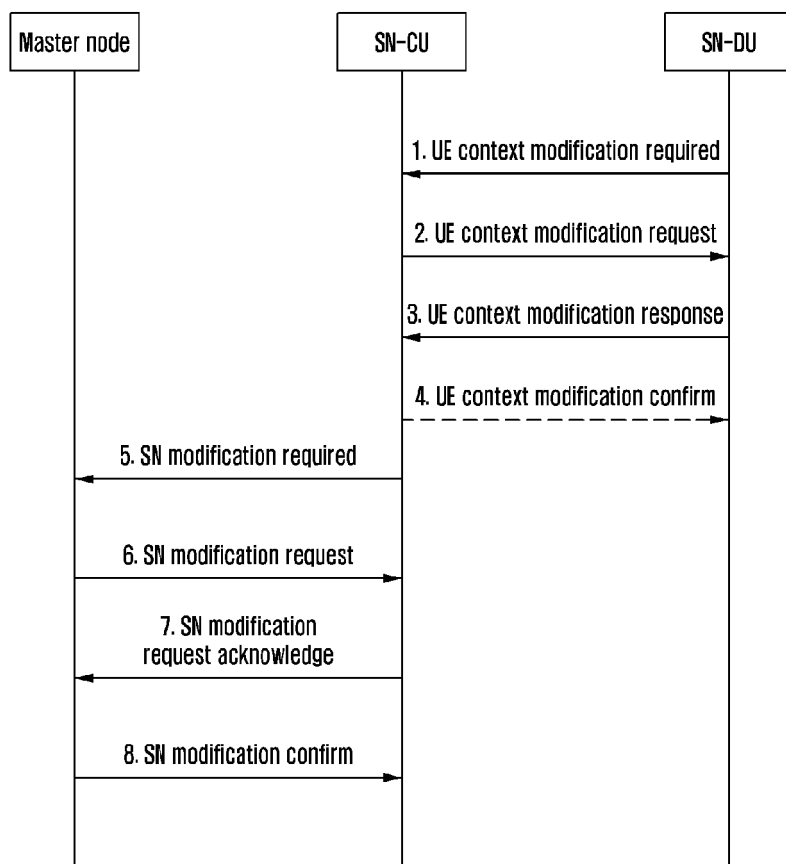 Master node
SN-CU
SN-DU
1. UE context modification required
2. UE context modification request
3. UE context modification response
4. UE context modification confirm
5. SN modification required
6. SN modification request
7. SN modification
request acknowledge
8. SN modification confirm